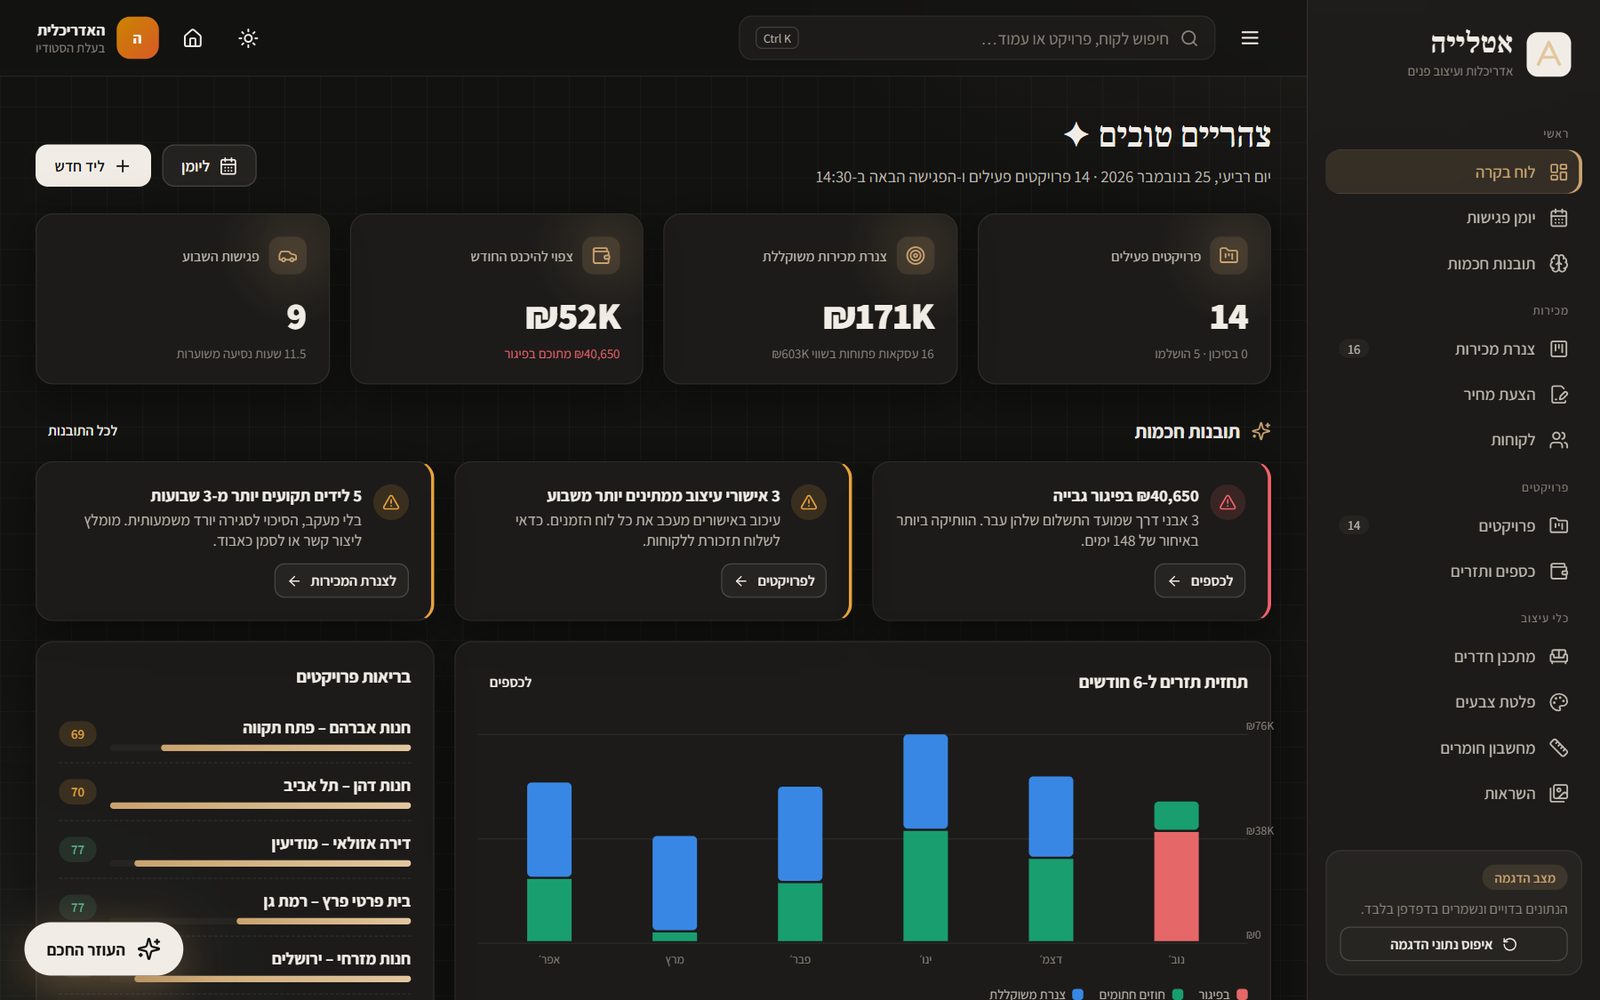 אטלייה
אדריכלות ועיצוב פנים
ראשי
לוח בקרה
יומן פגישות
תובנות חכמות
מכירות
צנרת מכירות 16
הצעת מחיר
לקוחות
פרויקטים
פרויקטים 14
כספים ותזרים
כלי עיצוב
מתכנן חדרים
פלטת צבעים
מחשבון חומרים
השראות
מצב הדגמה
הנתונים בדויים ונשמרים בדפדפן בלבד.
איפוס נתוני הדגמה
חיפוש לקוח, פרויקט או עמוד... Ctrl K
ה
האדריכלית
בעלת הסטודיו
צהריים טובים ✦
יום רביעי, 25 בנובמבר 2026 · 14 פרויקטים פעילים ו-הפגישה הבאה ב-14:30
ליומן
ליד חדש
פרויקטים פעילים
14
0 בסיכון · 5 הושלמו
צנרת מכירות משוקללת
₪171K
16 עסקאות פתוחות בשווי ₪603K
צפוי להיכנס החודש
₪52K
₪40,650 מתוכם בפיגור
פגישות השבוע
9
11.5 שעות נסיעה משוערות
תובנות חכמות
לכל התובנות
₪40,650 בפיגור גבייה
3 אבני דרך שמועד התשלום שלהן עבר. הוותיקה ביותר
באיחור של 148 ימים.
לכספים
3 אישורי עיצוב ממתינים יותר משבוע
עיכוב באישורים מעכב את כל לוח הזמנים. כדאי
לשלוח תזכורת ללקוחות.
לפרויקטים
5 לידים תקועים יותר מ-3 שבועות
בלי מעקב, הסיכוי לסגירה יורד משמעותית. מומלץ
ליצור קשר או לסמן כאבוד.
לצנרת המכירות
תחזית תזרים ל-6 חודשים
לכספים
₪76K
₪38K
₪0
נוב׳ דצמ׳ ינו׳ פבר׳ מרץ אפר׳
בפיגור חוזים חתומים צנרת משוקללת
בריאות פרויקטים
חנות אברהם – פתח תקווה 69
חנות דהן – תל אביב 70
דירה אזולאי – מודיעין 77
בית פרטי פרץ – רמת גן 77
חנות מזרחי – ירושלים
העוזר החכם